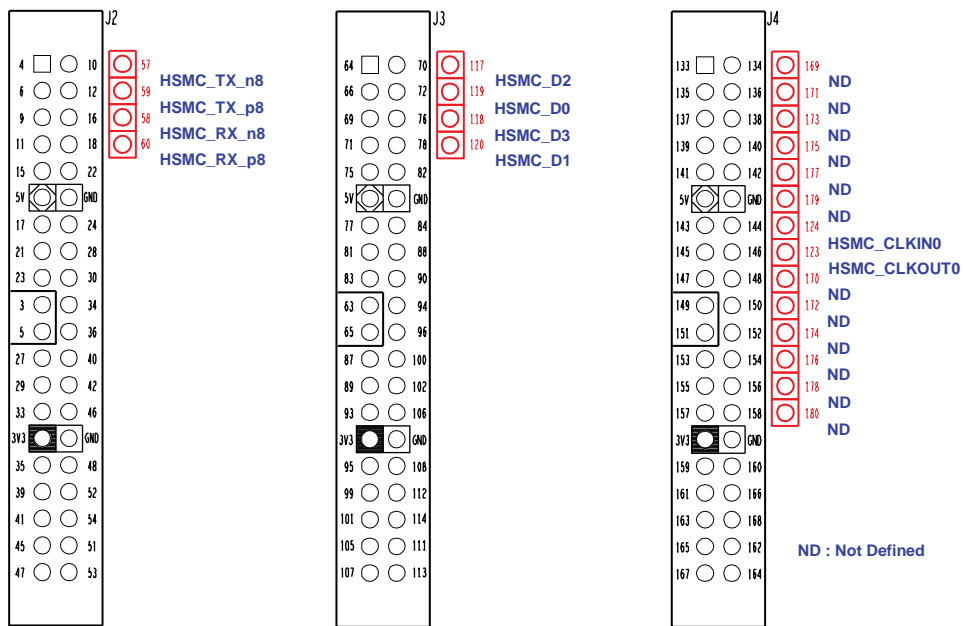 J2
4 10 57
HSMC_TX_n8
6 12 59
HSMC_TX_p8
9 16 58
HSMC_RX_n8
11 18 60
HSMC_RX_p8
15 22
5V GND
17 24
21 28
23 30
3 34
5 36
27 40
29 42
33 46
3V3 GND
35 48
39 52
41 54
45 51
47 53
J3
64 70 117
HSMC_D2
66 72 119
HSMC_D0
69 76 118
HSMC_D3
71 78 120
HSMC_D1
75 82
5V GND
77 84
81 88
83 90
63 94
65 96
87 100
89 102
93 106
3V3 GND
95 108
99 112
101 114
105 111
107 113
J4
133 134 169
ND
135 136 171
ND
137 138 173
ND
139 140 175
ND
141 142 177
ND
5V GND 179
ND
143 144 124
HSMC_CLKIN0
145 146 123
HSMC_CLKOUT0
147 148 170
ND
149 150 172
ND
151 152 174
ND
153 154 176
ND
155 156 178
ND
157 158 180
ND
3V3 GND
159 160
161 166
163 168
165 162
167 164
ND : Not Defined